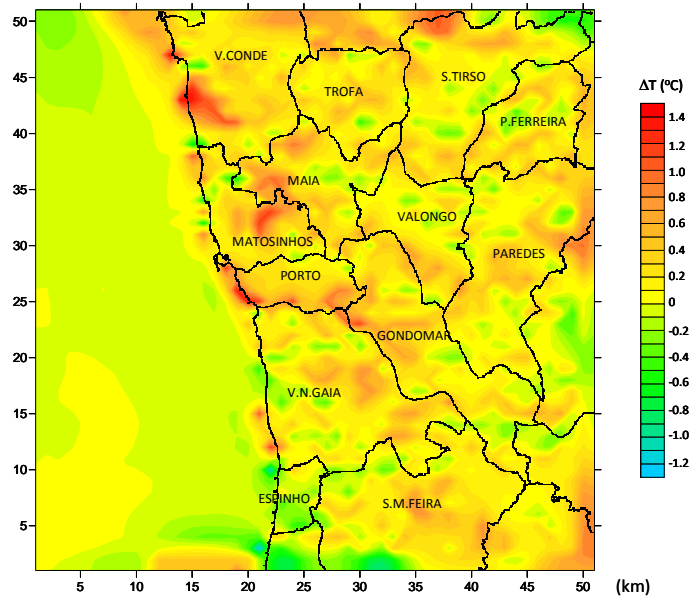 50
45
40
35
30
25
20
15
10
5
V.CONDE
TROFA
S.TIRSO
P.FERREIRA
MAIA
VALONGO
MATOSINHOS
PAREDES
PORTO
GONDOMAR
V.N.GAIA
ESPINHO
S.M.FEIRA
5 10 15 20 25 30 35 40 45 50
(km)
ΔT (ºC)
1.4
1.2
1.0
0.8
0.6
0.4
0.2
0
-0.2
-0.4
-0.6
-0.8
-1.0
-1.2